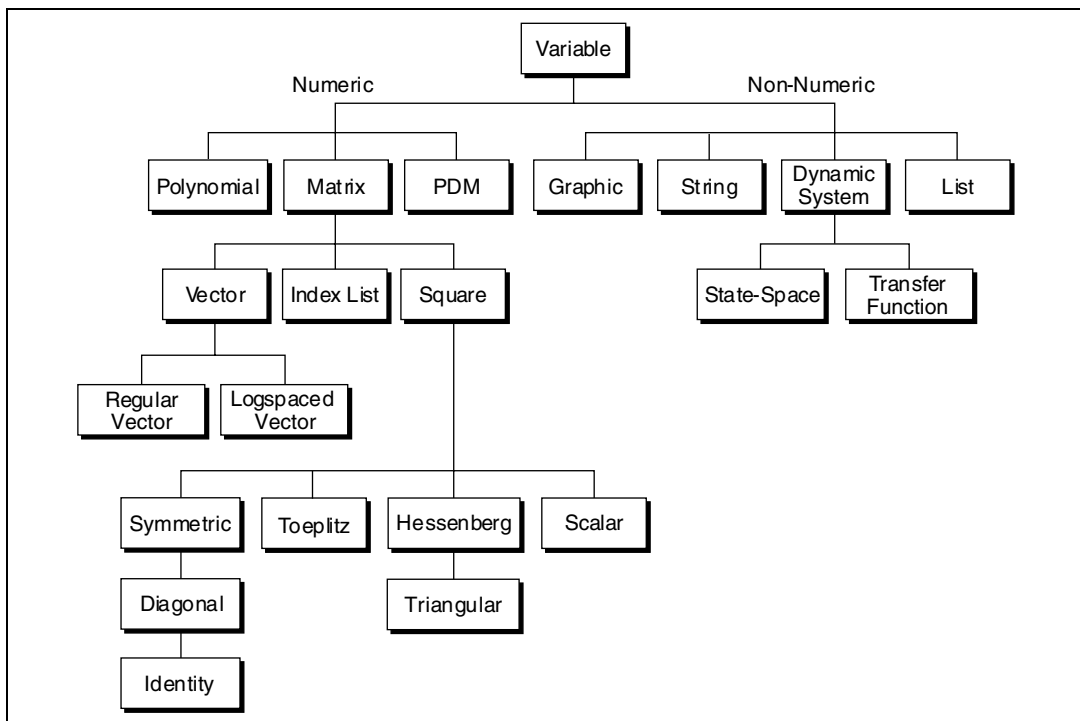 Variable
Numeric
Non-Numeric
Polynomial
Matrix
PDM
Graphic
String
Dynamic
System
List
Vector
Index List
Square
State-Space
Transfer
Function
Regular
Vector
Logspaced
Vector
Symmetric
Toeplitz
Hessenberg
Scalar
Diagonal
Triangular
Identity